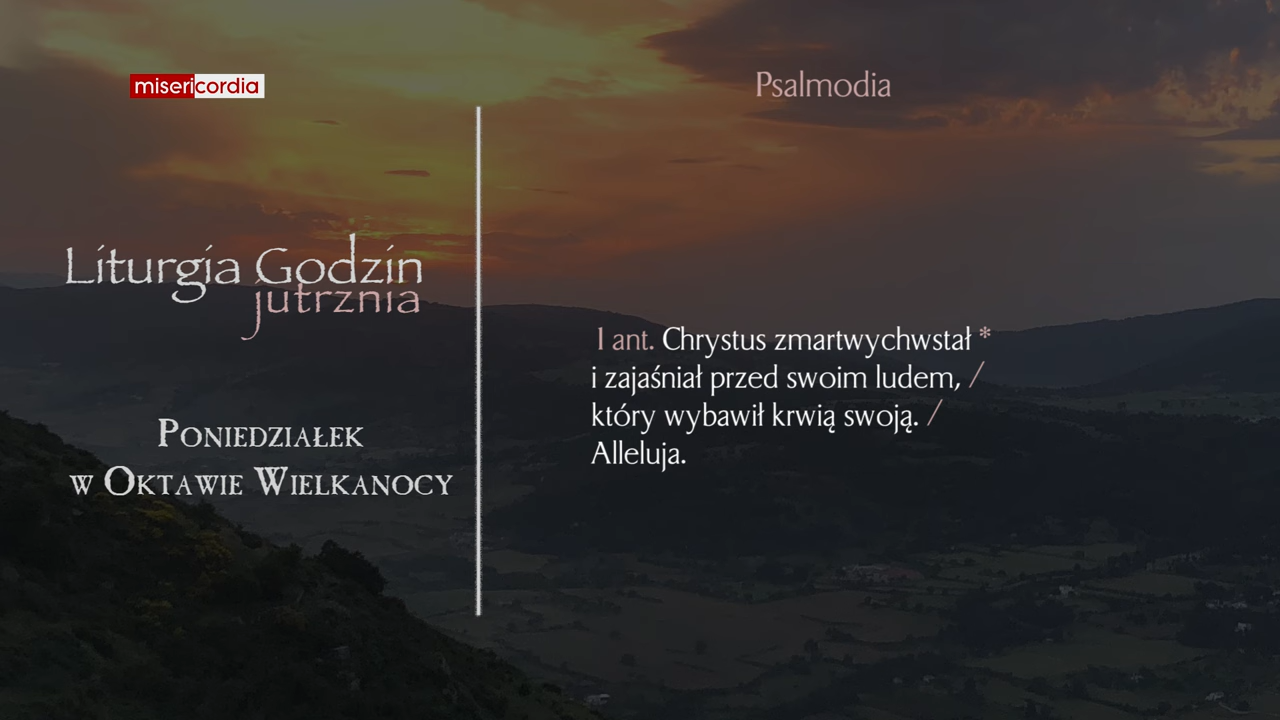 misericordia
Psalmodia
Liturgia Godzin
jutrznia
Poniedziałek
w Oktawie Wielkanocy
1 ant. Chrystus zmartwychwstał *
i zajaśniał przed swoim ludem, /
który wybawił krwią swoją. /
Alleluja.